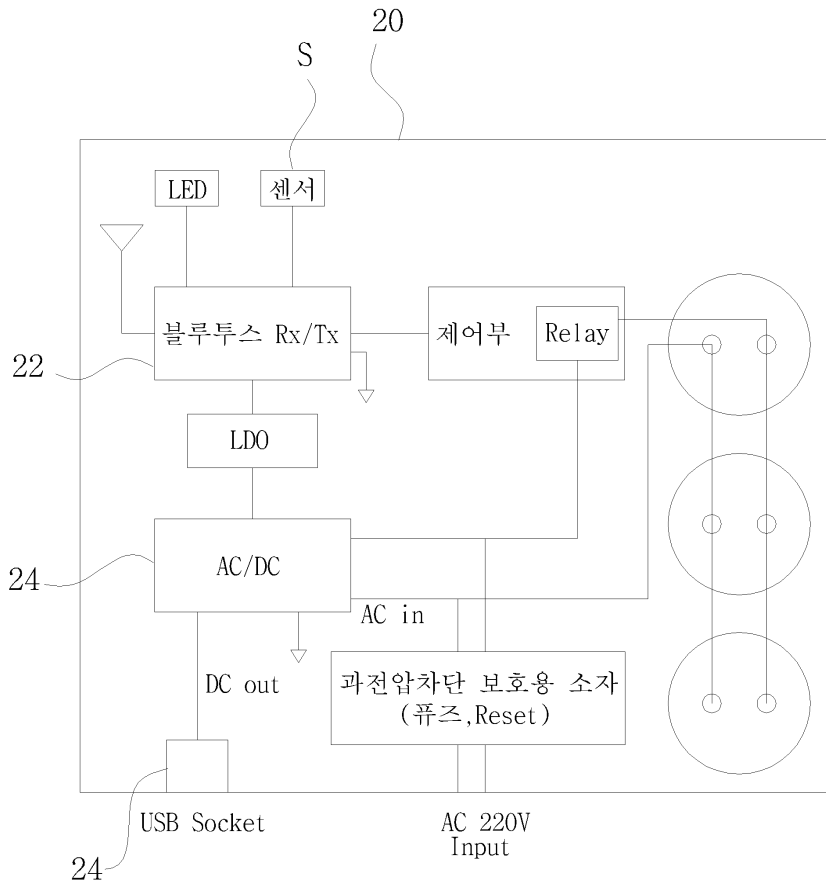 20
S
LED
센서
블루투스 Rx/Tx
제어부
Relay
22
LDO
24
AC/DC
AC in
DC out
과전압차단 보호용 소자
(퓨즈,Reset)
USB Socket
AC 220V
Input
24